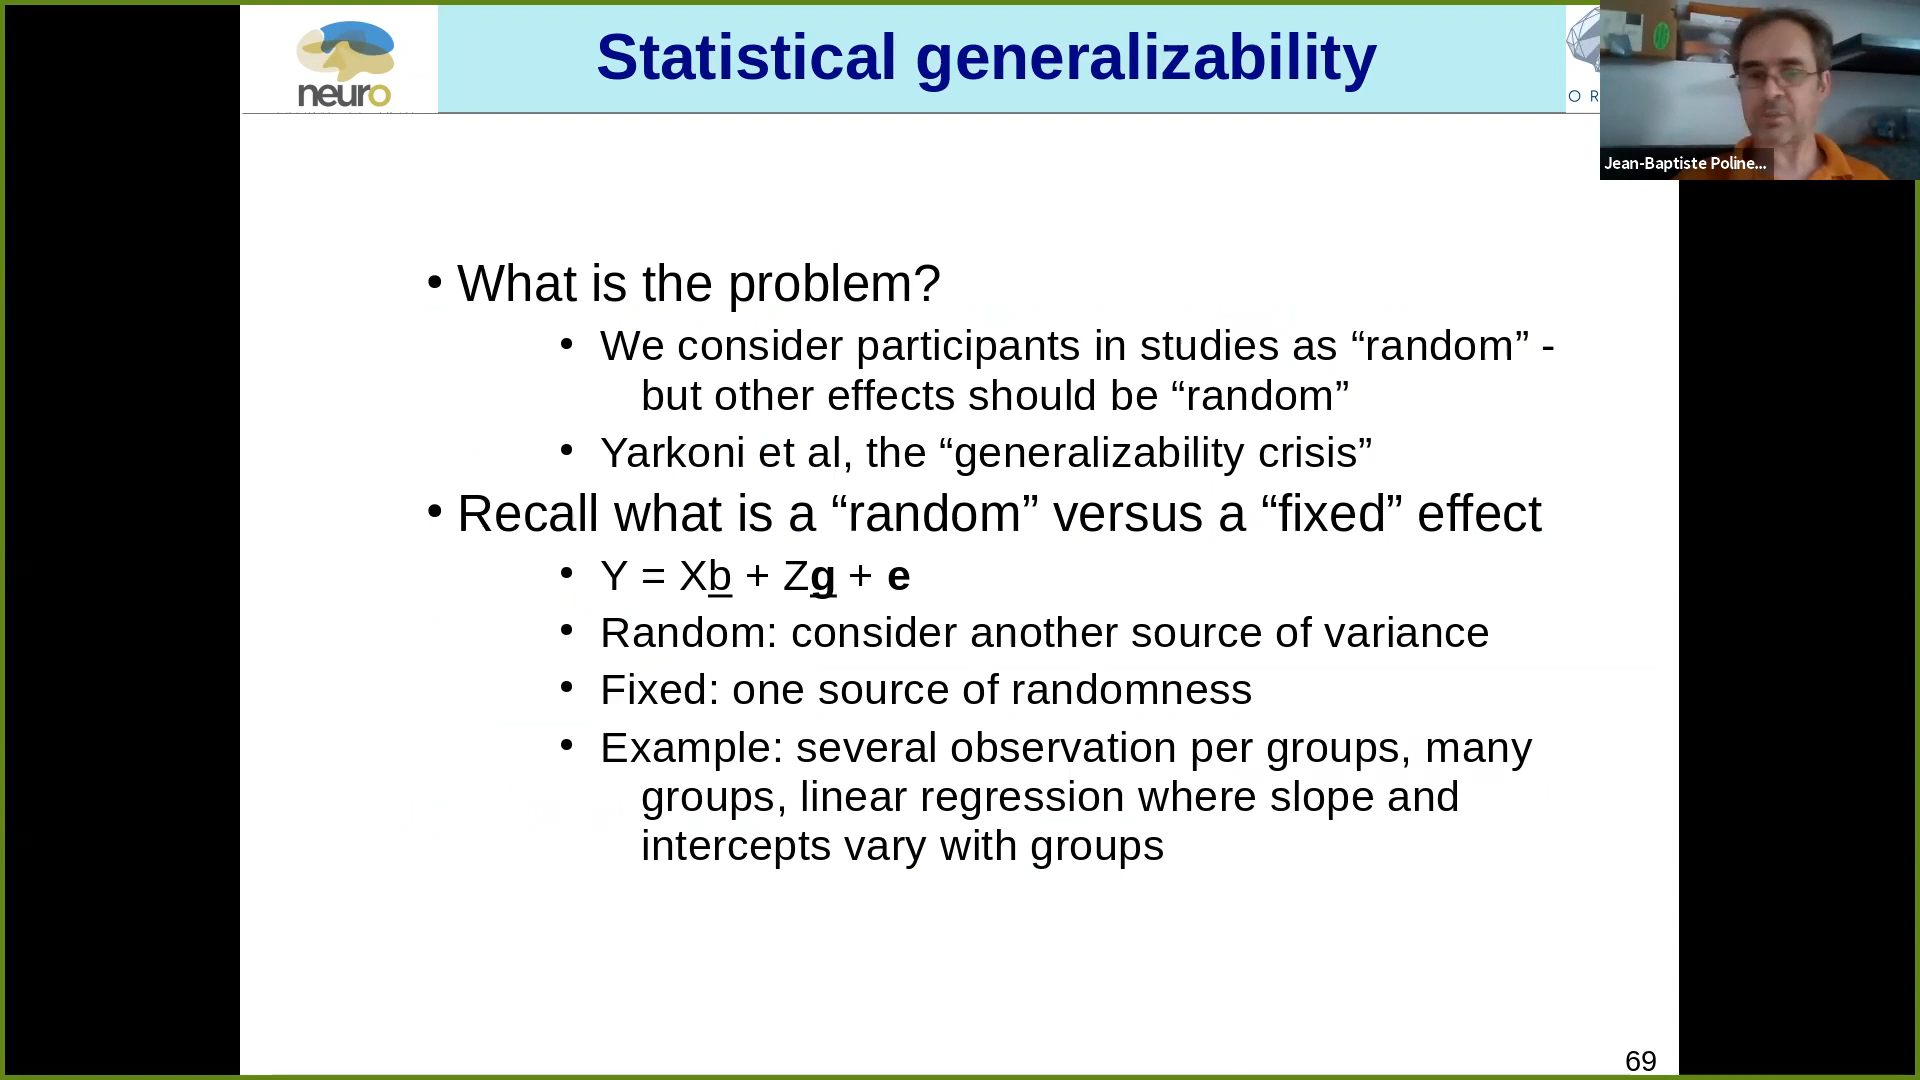 neuro
Statistical generalizability
O R
Jean-Baptiste Poline...
• What is the problem?
• We consider participants in studies as “random” -
but other effects should be “random”
• Yarkoni et al, the “generalizability crisis”
• Recall what is a “random” versus a “fixed” effect
• Y = Xb + Zg + e
• Random: consider another source of variance
• Fixed: one source of randomness
• Example: several observation per groups, many
groups, linear regression where slope and
intercepts vary with groups
69